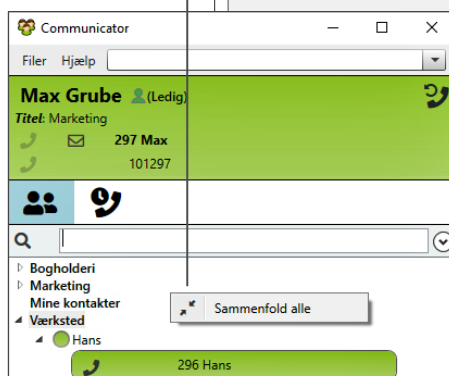 Communicator
Filer Hjælp
Max Grube (Ledig)
Titel: Marketing
297 Max
101297
Bogholderi
Marketing
Mine kontakter
Sammenfold alle
Værksted
Hans
296 Hans